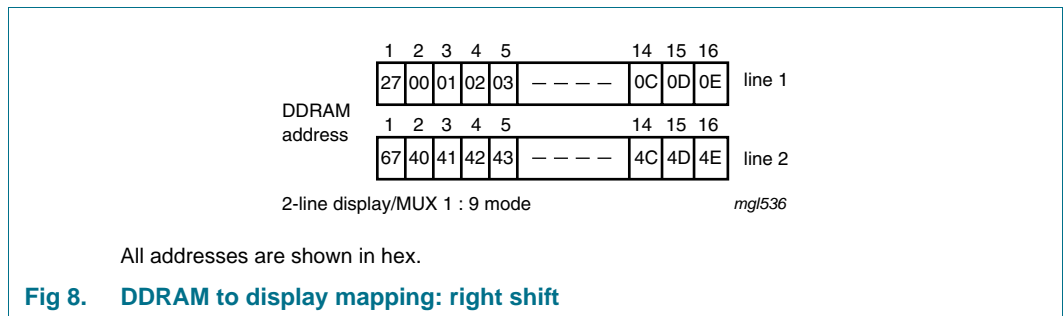 1 2 3 4 5 14 15 16
27 00 01 02 03 – – – – 0C 0D 0E line 1
DDRAM
address
1 2 3 4 5 14 15 16
67 40 41 42 43 – – – – 4C 4D 4E line 2
2-line display/MUX 1 : 9 mode mgl536
All addresses are shown in hex.
Fig 8. DDRAM to display mapping: right shift